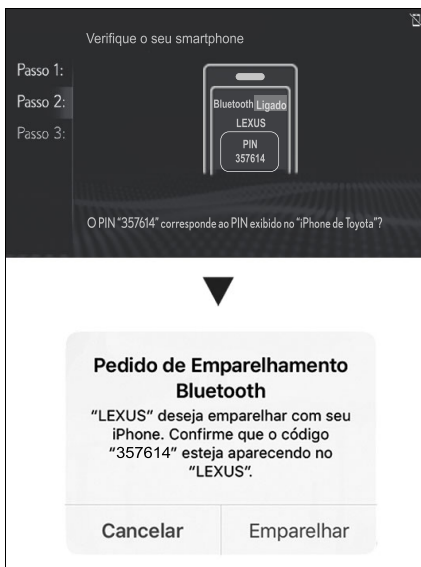 Verifique o seu smartphone
Passo 1:
Passo 2:
Passo 3:
Bluetooth Ligado
LEXUS
PIN
357614
O PIN "357614" corresponde ao PIN exibido no "iPhone de Toyota"?
Pedido de Emparelhamento
Bluetooth
"LEXUS" deseja emparelhar com seu
iPhone. Confirme que o código
"357614" esteja aparecendo no
"LEXUS".
Cancelar Emparelhar